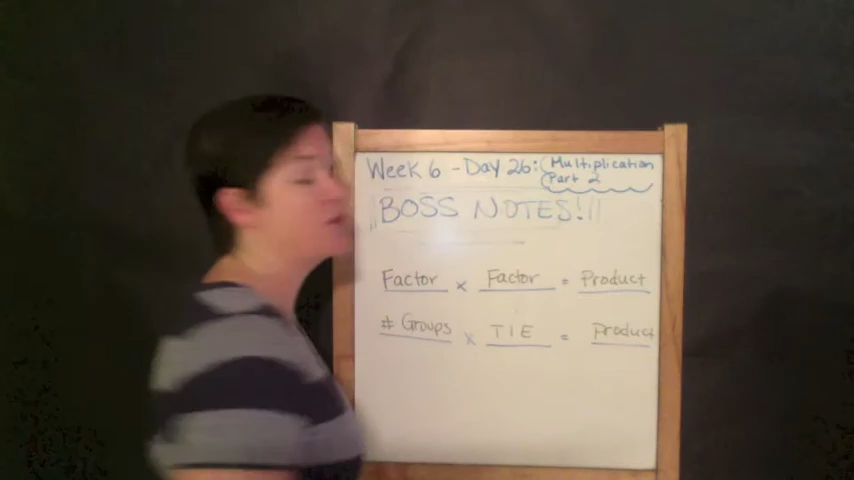 Week 6 - Day 26: Multiplication
Part 2
BOSS NOTES!
Factor x Factor = Product
# Groups x TIE = Product